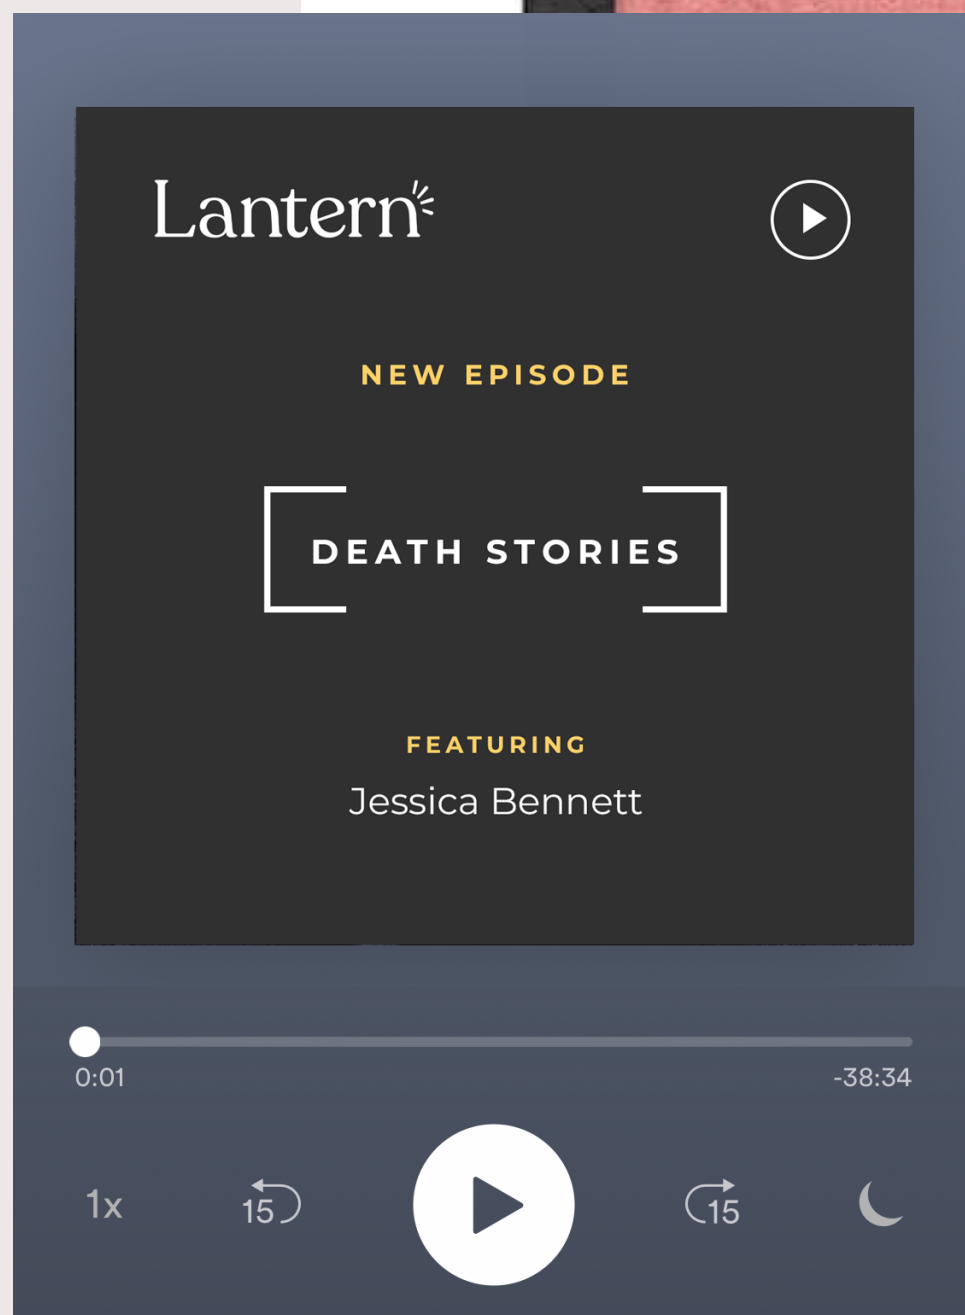 Lantern
NEW EPISODE
DEATH STORIES
FEATURING
Jessica Bennett
0:01 -38:34
1x 15 15